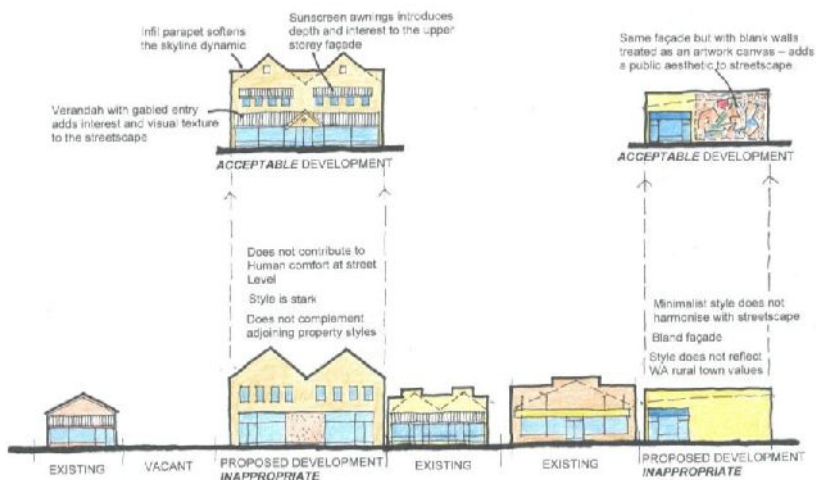 Infil parapet softens
the skyline dynamic
Sunscreen awnings introduces
depth and interest to the upper
storey façade
Verandah with gabled entry
adds interest and visual texture
to the streetscape
ACCEPTABLE DEVELOPMENT
Same façade but with blank walls
treated as an artwork canvas – adds
a public aesthetic to streetscape
ACCEPTABLE DEVELOPMENT
Does not contribute to
Human comfort at street
Level
Style is stark
Does not complement
adjoining property styles
Minimalist style does not
harmonise with streetscape
Bland façade
Style does not reflect
WA rural town values
EXISTING
VACANT
PROPOSED DEVELOPMENT
INAPPROPRIATE
EXISTING
EXISTING
PROPOSED DEVELOPMENT
INAPPROPRIATE